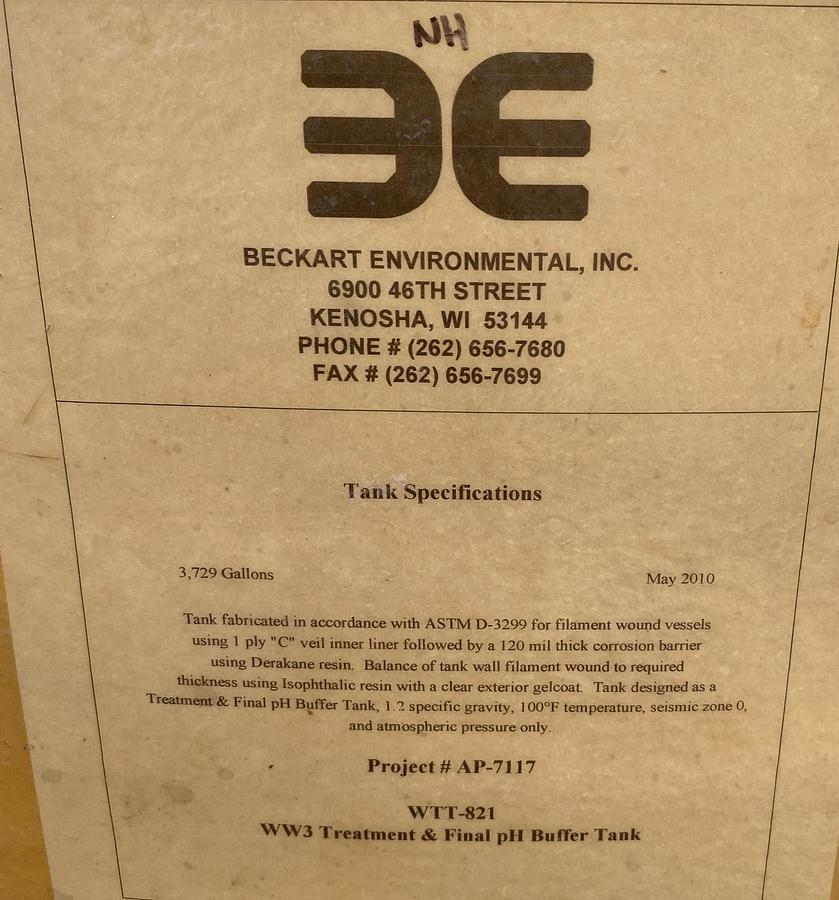 NH
BECKART ENVIRONMENTAL, INC.
6900 46TH STREET
KENOSHA, WI 53144
PHONE # (262) 656-7680
FAX # (262) 656-7699
Tank Specifications
3,729 Gallons May 2010
Tank fabricated in accordance with ASTM D-3299 for filament wound vessels
using 1 ply "C" veil inner liner followed by a 120 mil thick corrosion barrier
using Derakane resin. Balance of tank wall filament wound to required
thickness using Isophthalic resin with a clear exterior gelcoat. Tank designed as a
Treatment & Final pH Buffer Tank, 1.2 specific gravity, 100°F temperature, seismic zone 0,
and atmospheric pressure only.
Project # AP-7117
WTT-821
WW3 Treatment & Final pH Buffer Tank